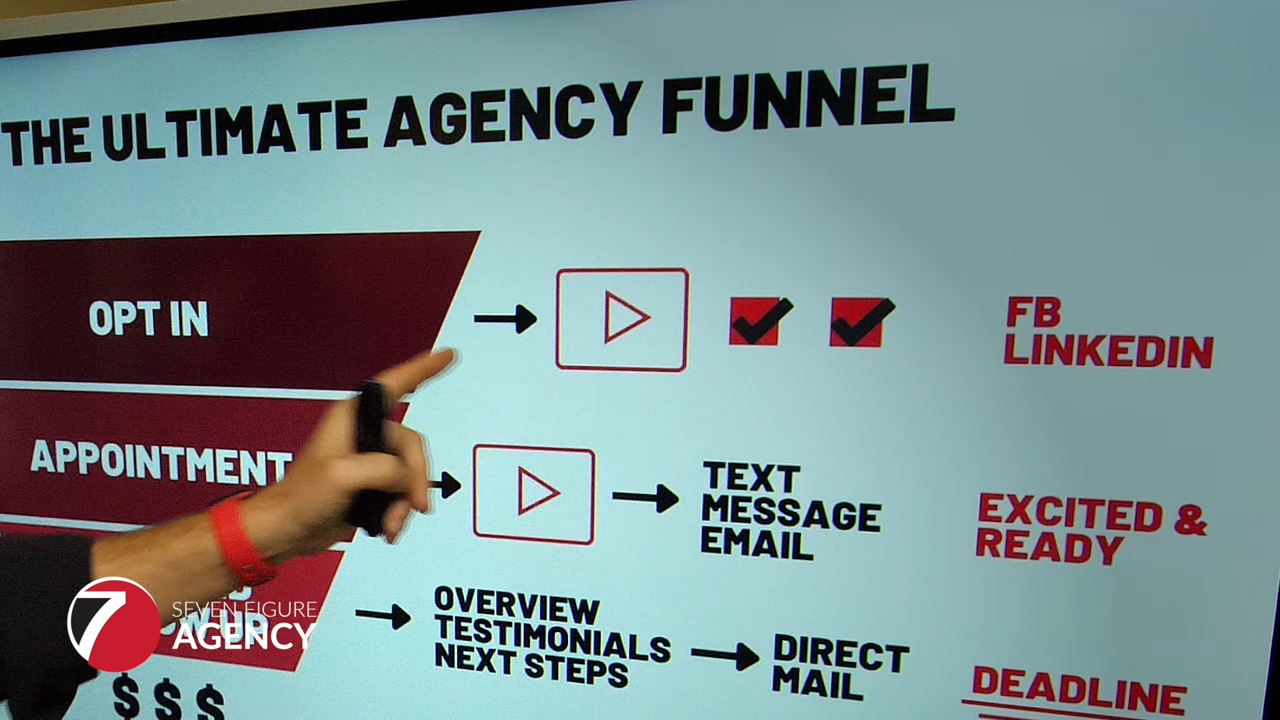 THE ULTIMATE AGENCY FUNNEL
OPT IN
FB
LINKEDIN
APPOINTMENT
TEXT
MESSAGE
EMAIL
EXCITED &
READY
OVERVIEW
TESTIMONIALS
NEXT STEPS
DIRECT
MAIL
DEADLINE
$ $ $
7
SEVEN FIGURE
AGENCY